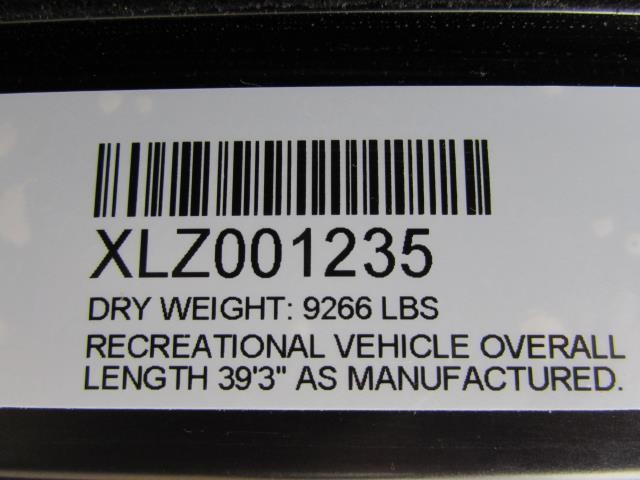 XLZ001235
DRY WEIGHT: 9266 LBS
RECREATIONAL VEHICLE OVERALL
LENGTH 39'3" AS MANUFACTURED.